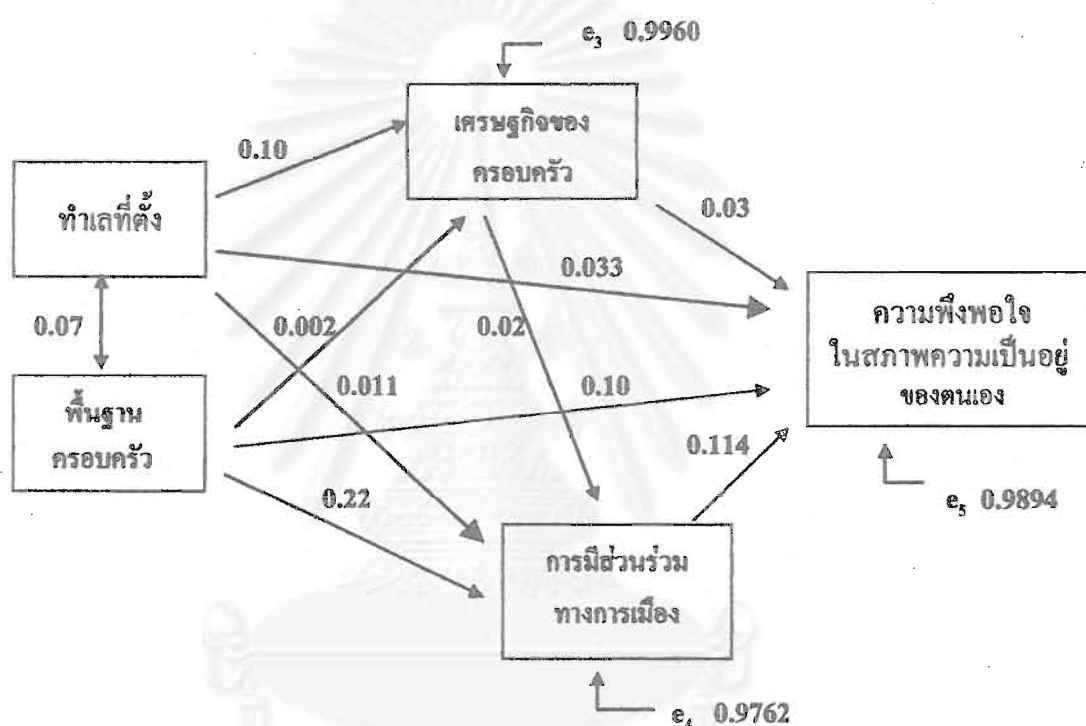 e₃ 0.9960
เศรษฐกิจของ
ครอบครัว
0.10
ทำเลที่ตั้ง
0.03
0.033
ความพึงพอใจ
ในสภาพความเป็นอยู่
ของตนเอง
0.07
0.002
0.02
0.011
0.10
พื้นฐาน
ครอบครัว
0.114
0.22
e₅ 0.9894
การมีส่วนร่วม
ทางการเมือง
e₄ 0.9762